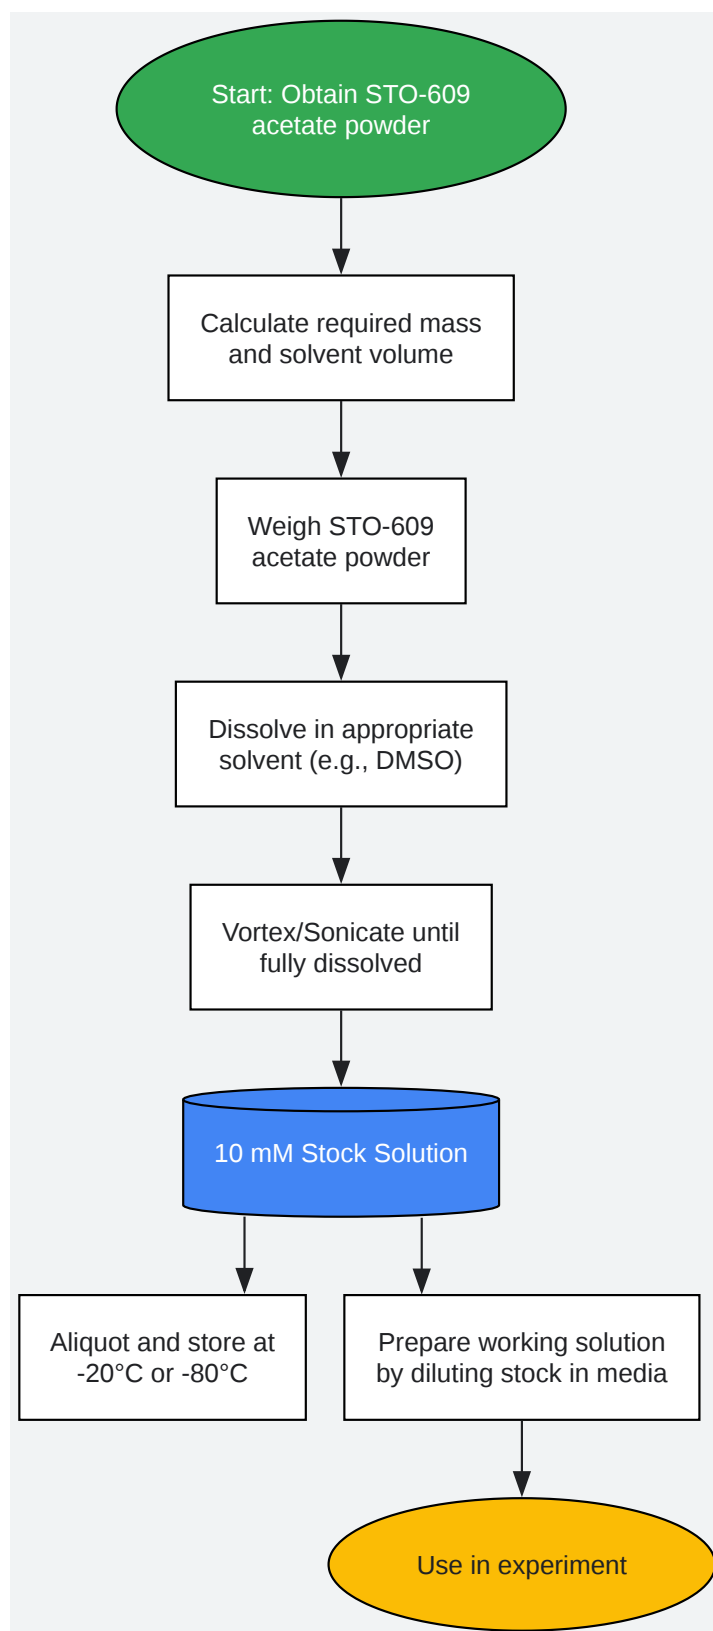 Start: Obtain STO-609
acetate powder
Calculate required mass
and solvent volume
Weigh STO-609
acetate powder
Dissolve in appropriate
solvent (e.g., DMSO)
Vortex/Sonicate until
fully dissolved
10 mM Stock Solution
Aliquot and store at
-20°C or -80°C
Prepare working solution
by diluting stock in media
Use in experiment